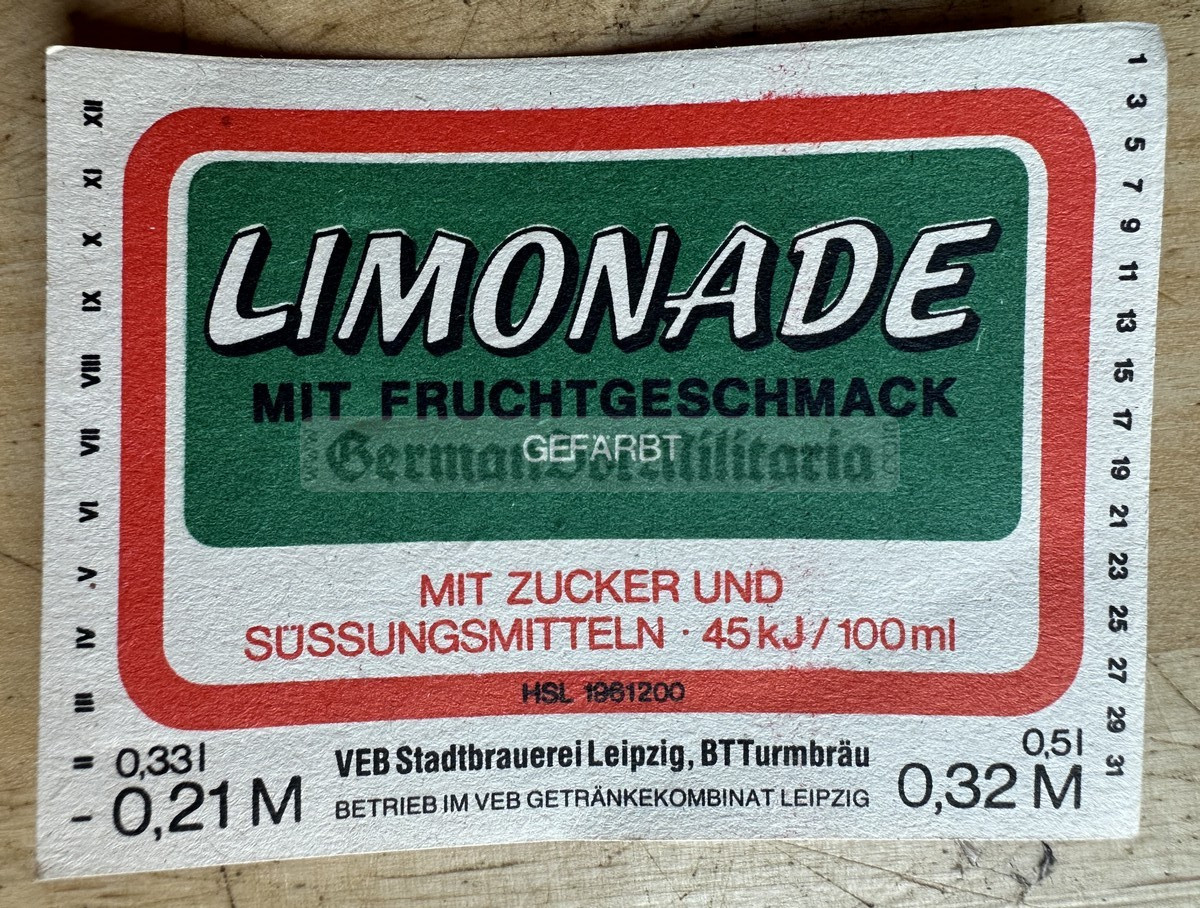 XII
XI
X
IX
VIII
VII
VI
V
IV
III
II
I
LIMONADE
MIT FRUCHTGESCHMACK
GEFÄRBT
GermanSovMilitaria
MIT ZUCKER UND
SÜSSUNGSMITTELN · 45 kJ / 100 ml
HSL 1961200
0,33 l
0,21 M
VEB Stadtbrauerei Leipzig, BT Turmbräu
BETRIEB IM VEB GETRÄNKEKOMBINAT LEIPZIG
0,5 l
0,32 M
1
3
5
7
9
11
13
15
17
19
21
23
25
27
29
31